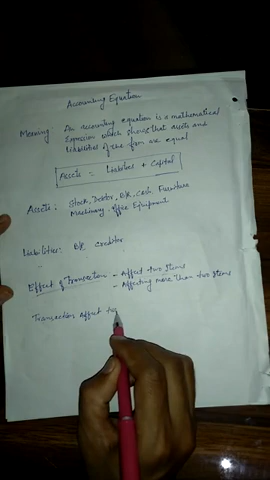 Accounting Equation
Meaning An accounting equation is a mathematical
Expression which shows that assets and
liabilities of the firm are equal
Assets = Liabilities + Capital
Assets : Stock, Debtor, B/R, Cash, Furniture
Machinery, Office Equipment
Liabilities: B/P, Creditor
Effect of Transaction - Affect two Items
- Affecting more Than two Items
Transaction Affect